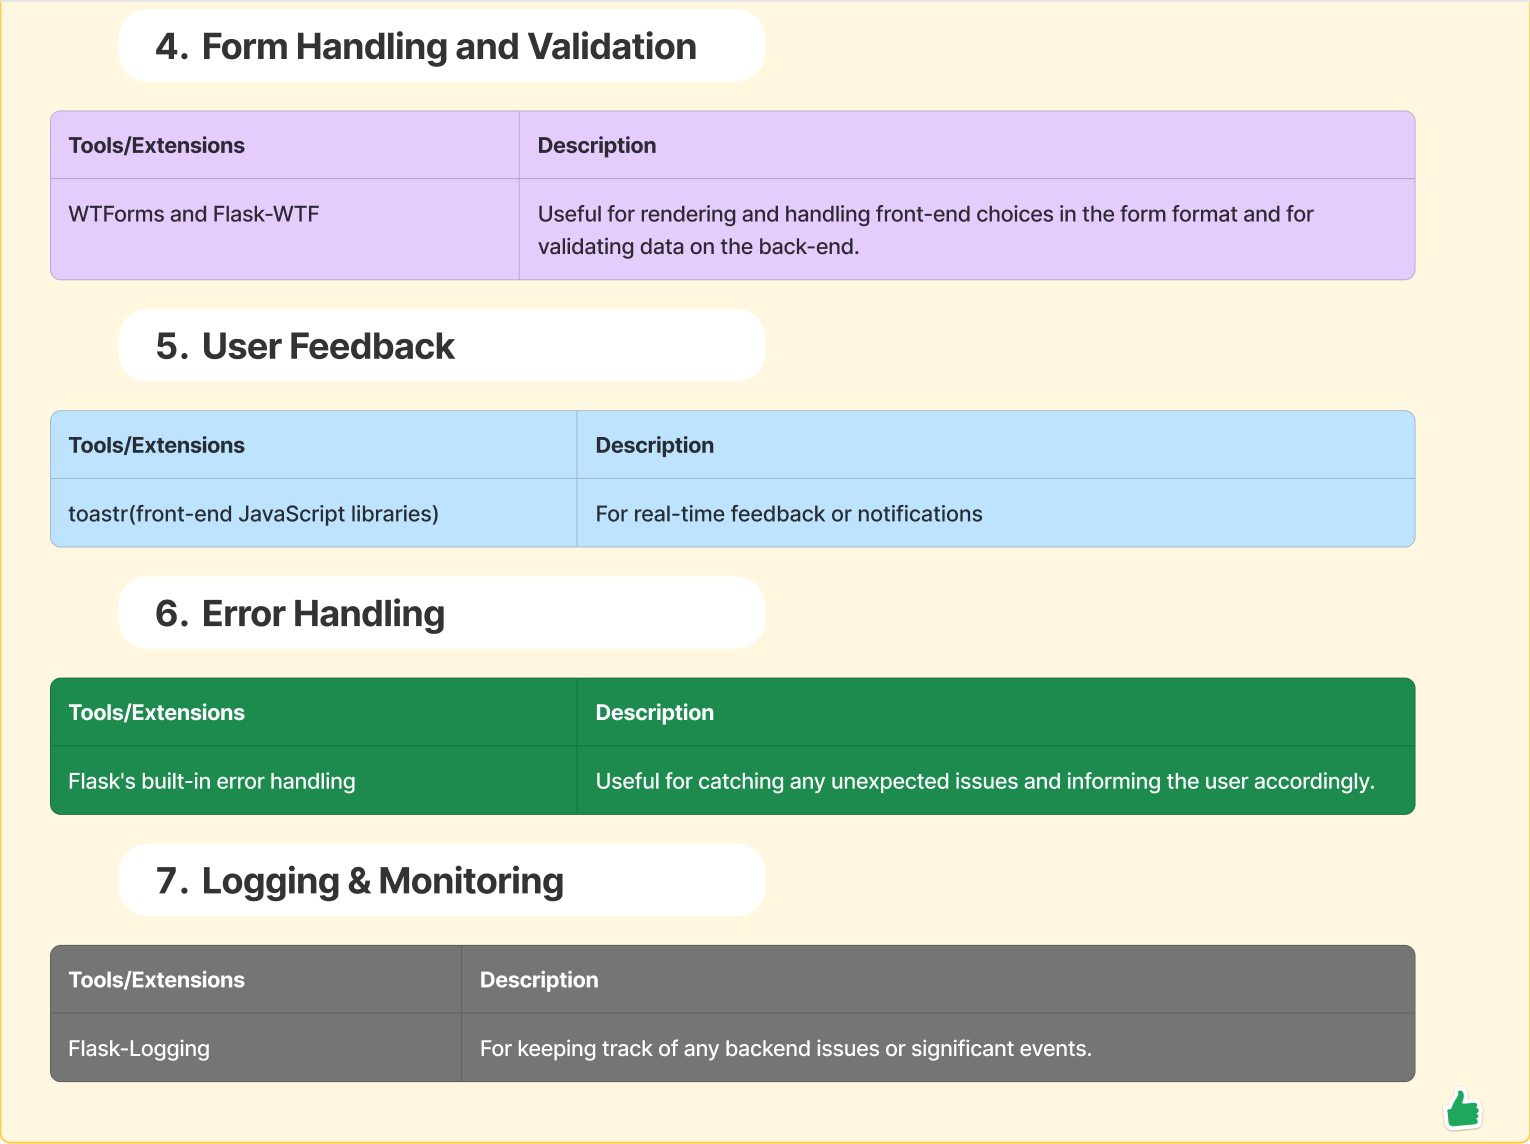 4. Form Handling and Validation
Tools/Extensions
Description
WTForms and Flask-WTF
Useful for rendering and handling front-end choices in the form format and for
validating data on the back-end.
5. User Feedback
Tools/Extensions
Description
toastr(front-end JavaScript libraries)
For real-time feedback or notifications
6. Error Handling
Tools/Extensions
Description
Flask's built-in error handling
Useful for catching any unexpected issues and informing the user accordingly.
7. Logging & Monitoring
Tools/Extensions
Description
Flask-Logging
For keeping track of any backend issues or significant events.